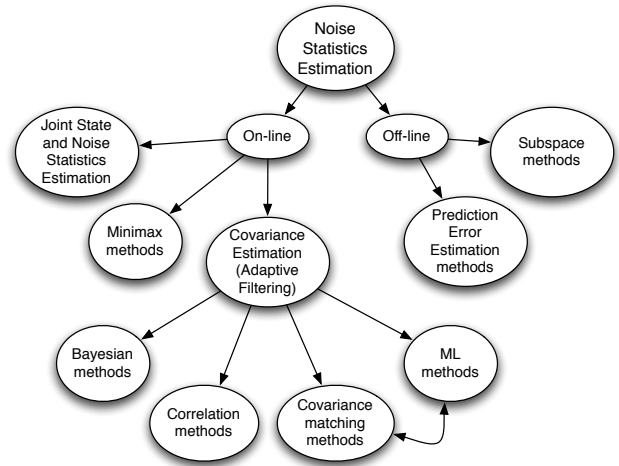 Noise
Statistics
Estimation
On-line
Off-line
Joint State
and Noise
Statistics
Estimation
Subspace
methods
Minimax
methods
Covariance
Estimation
(Adaptive
Filtering)
Prediction
Error
Estimation
methods
Bayesian
methods
ML
methods
Correlation
methods
Covariance
matching
methods